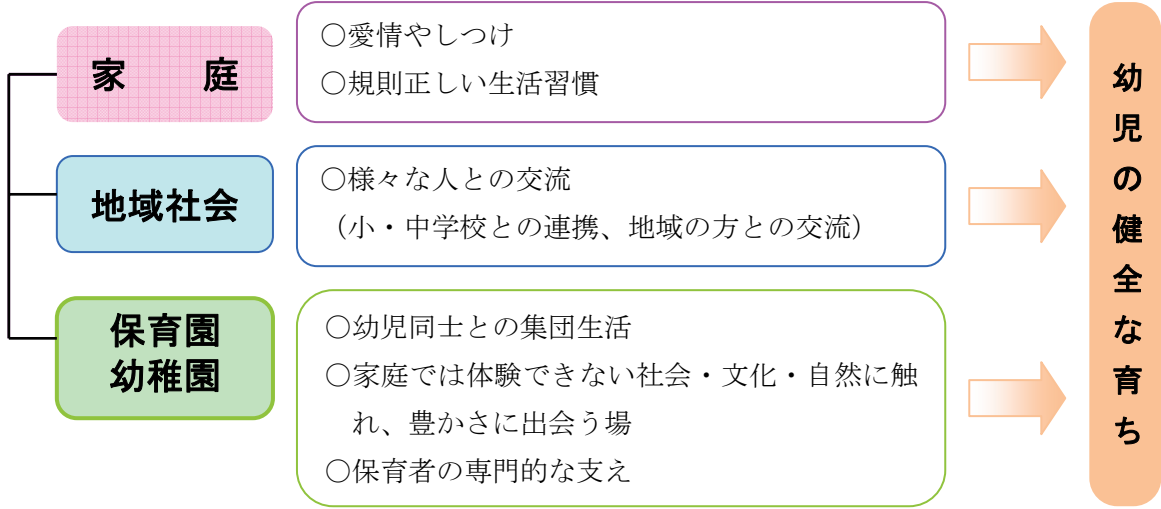 家　　庭
○愛情やしつけ
○規則正しい生活習慣
地域社会
○様々な人との交流
（小・中学校との連携、地域の方との交流）
保育園
幼稚園
○幼児同士との集団生活
○家庭では体験できない社会・文化・自然に触
れ、豊かさに出会う場
○保育者の専門的な支え
幼児の健全な育ち